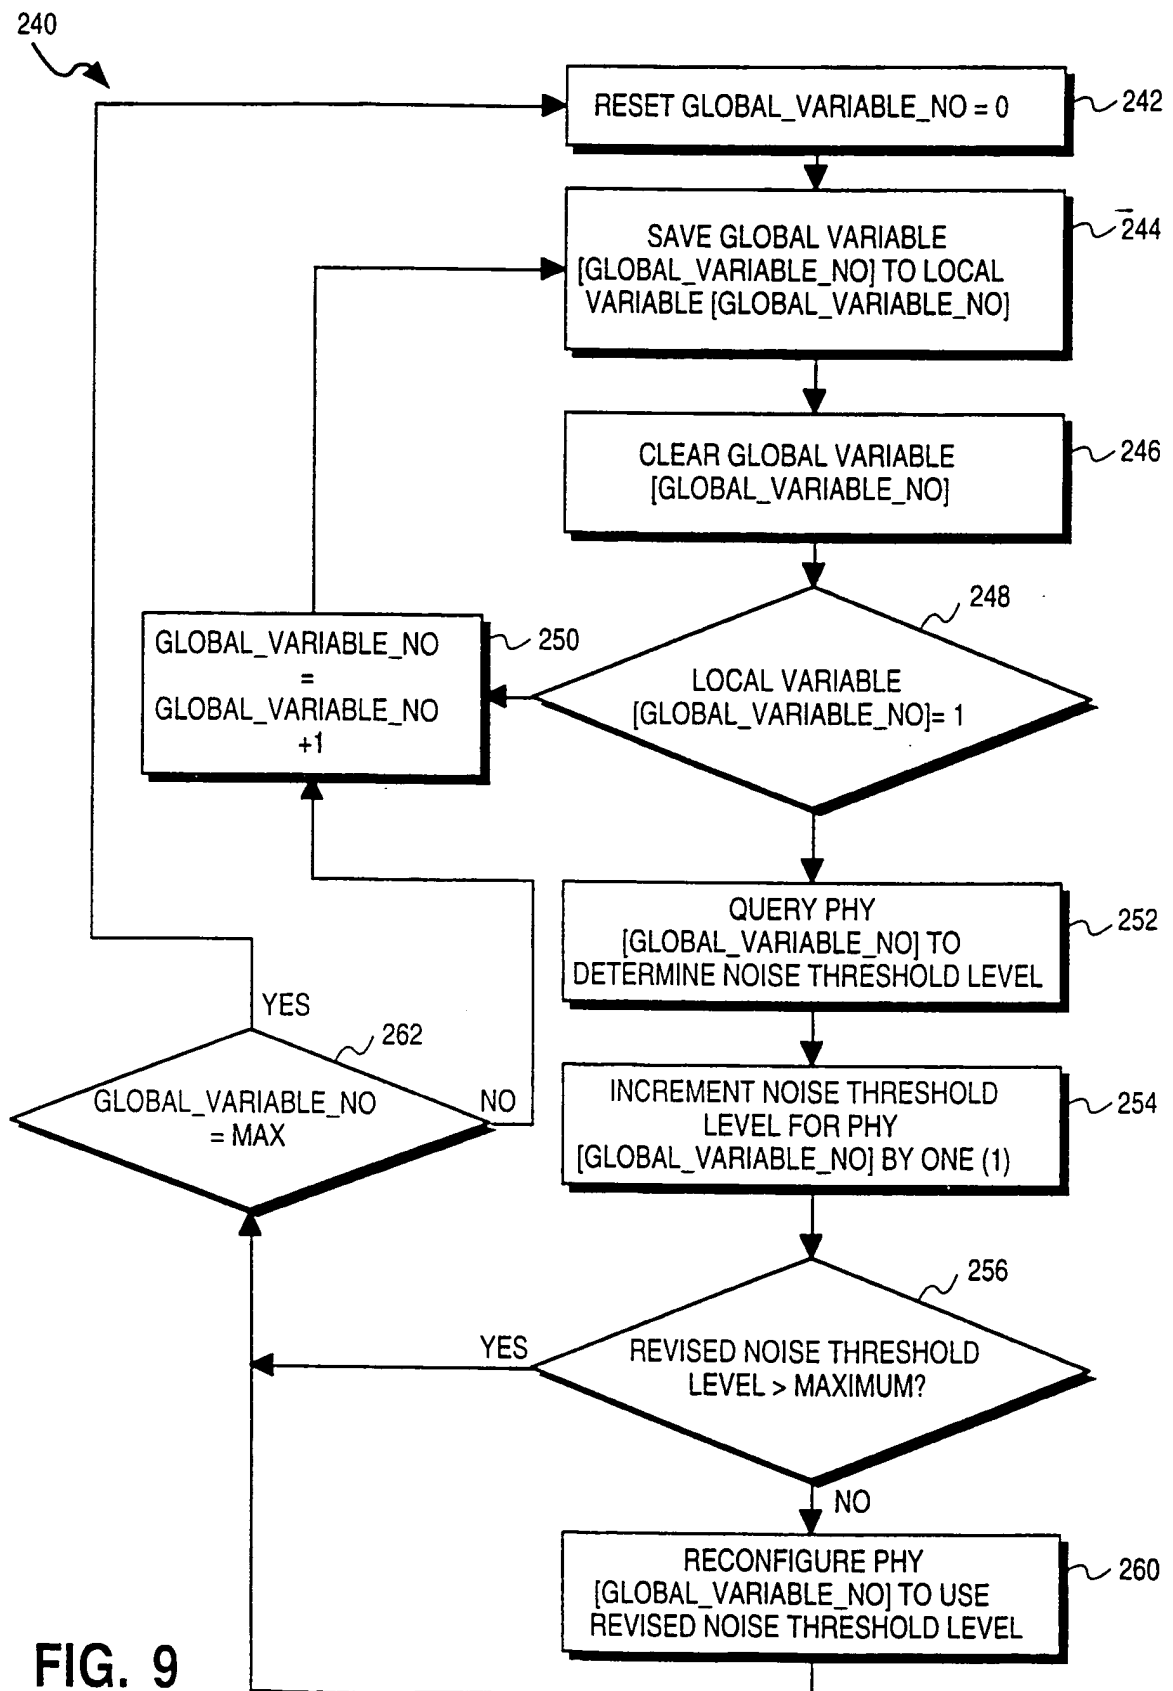 240
RESET GLOBAL_VARIABLE_NO = 0
242
SAVE GLOBAL VARIABLE
[GLOBAL_VARIABLE_NO] TO LOCAL
VARIABLE [GLOBAL_VARIABLE_NO]
244
CLEAR GLOBAL VARIABLE
[GLOBAL_VARIABLE_NO]
246
248
LOCAL VARIABLE
[GLOBAL_VARIABLE_NO]= 1
GLOBAL_VARIABLE_NO
=
GLOBAL_VARIABLE_NO
+1
250
QUERY PHY
[GLOBAL_VARIABLE_NO] TO
DETERMINE NOISE THRESHOLD LEVEL
252
YES
262
GLOBAL_VARIABLE_NO
= MAX
NO
INCREMENT NOISE THRESHOLD
LEVEL FOR PHY
[GLOBAL_VARIABLE_NO] BY ONE (1)
254
256
YES
REVISED NOISE THRESHOLD
LEVEL > MAXIMUM?
NO
RECONFIGURE PHY
[GLOBAL_VARIABLE_NO] TO USE
REVISED NOISE THRESHOLD LEVEL
260
FIG. 9